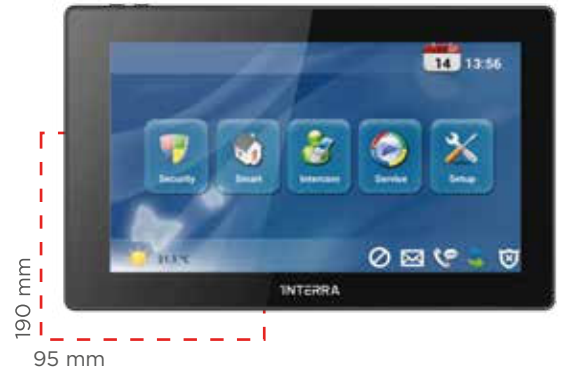 14 13:56
Security Smart Intercom Service Setup
INTERRA
190 mm
95 mm